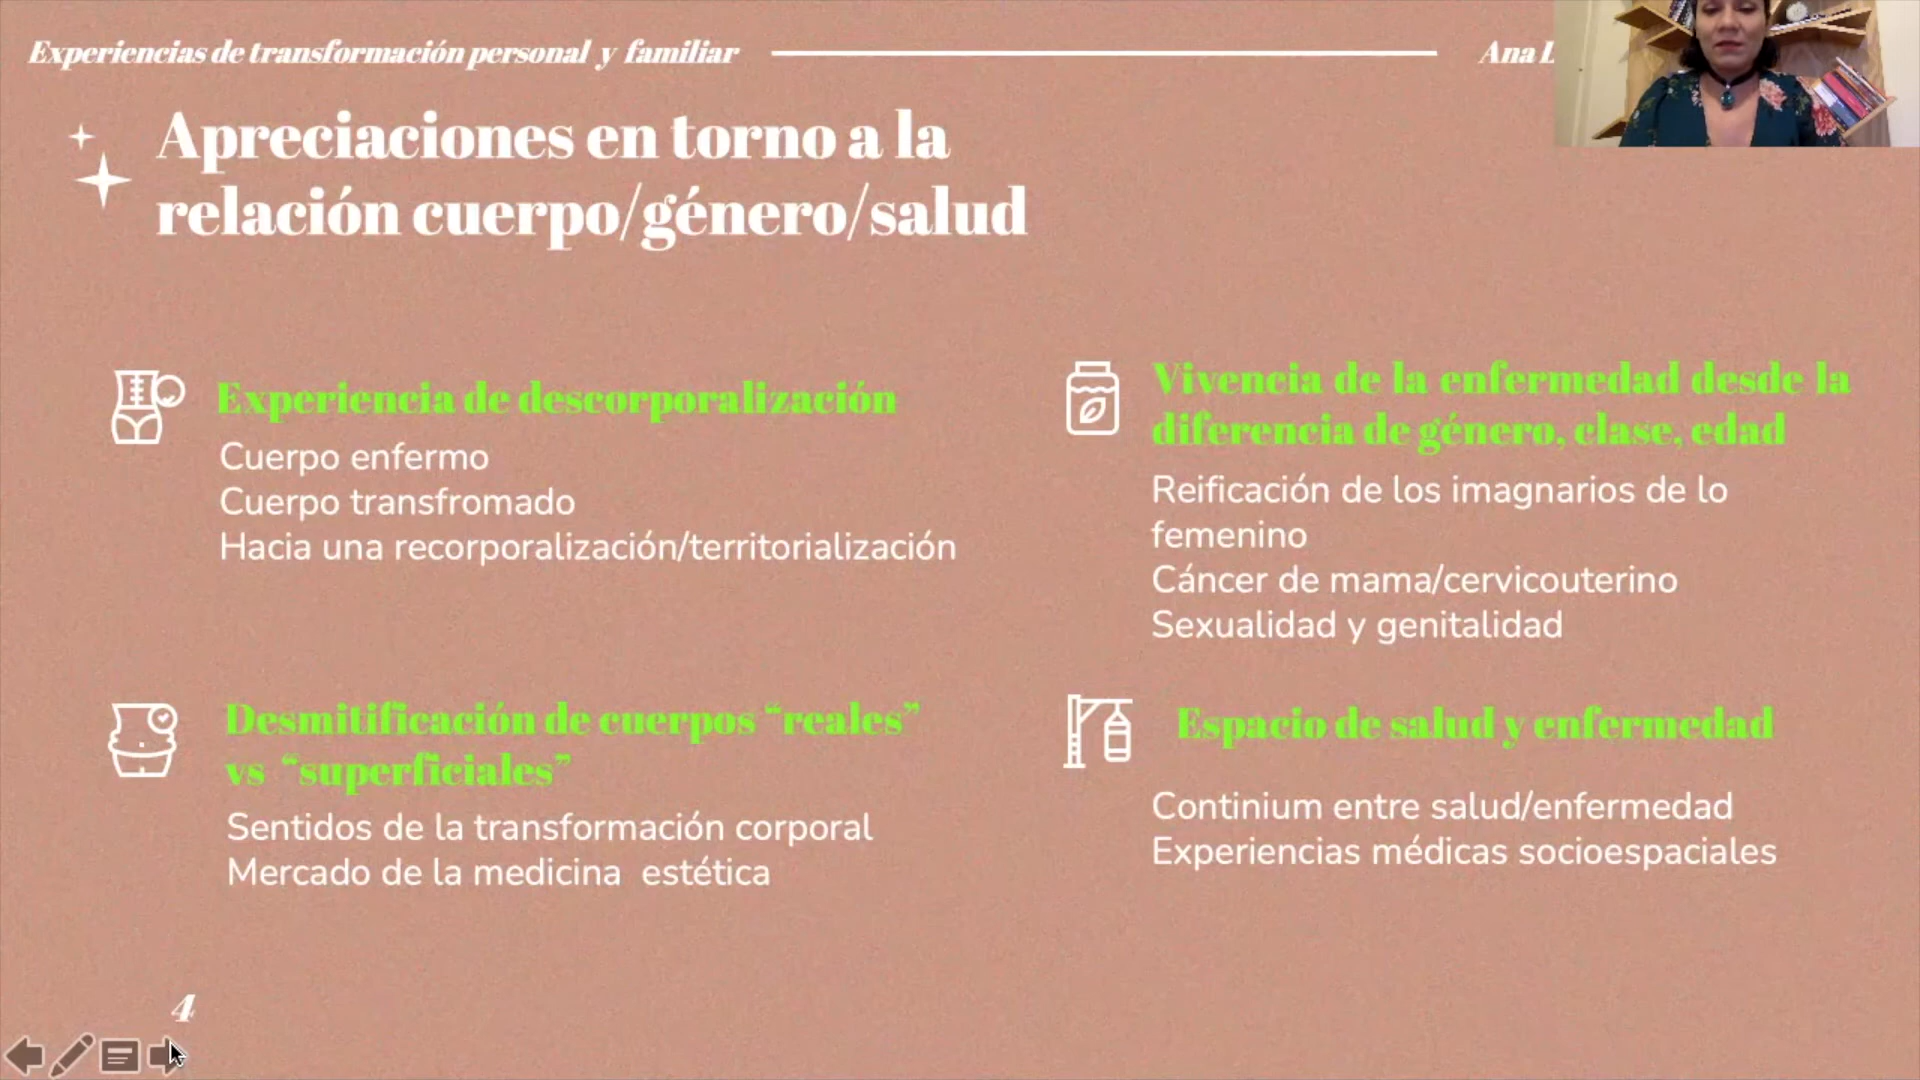 Experiencias de transformación personal y familiar
Ana L
Apreciaciones en torno a la
relación cuerpo/género/salud
Experiencia de descorporalización
Cuerpo enfermo
Cuerpo transfromado
Hacia una recorporalización/territorialización
Vivencia de la enfermedad desde la
diferencia de género, clase, edad
Reificación de los imagnarios de lo
femenino
Cáncer de mama/cervicouterino
Sexualidad y genitalidad
Desmitificación de cuerpos “reales”
vs “superficiales”
Sentidos de la transformación corporal
Mercado de la medicina estética
Espacio de salud y enfermedad
Continium entre salud/enfermedad
Experiencias médicas socioespaciales
4